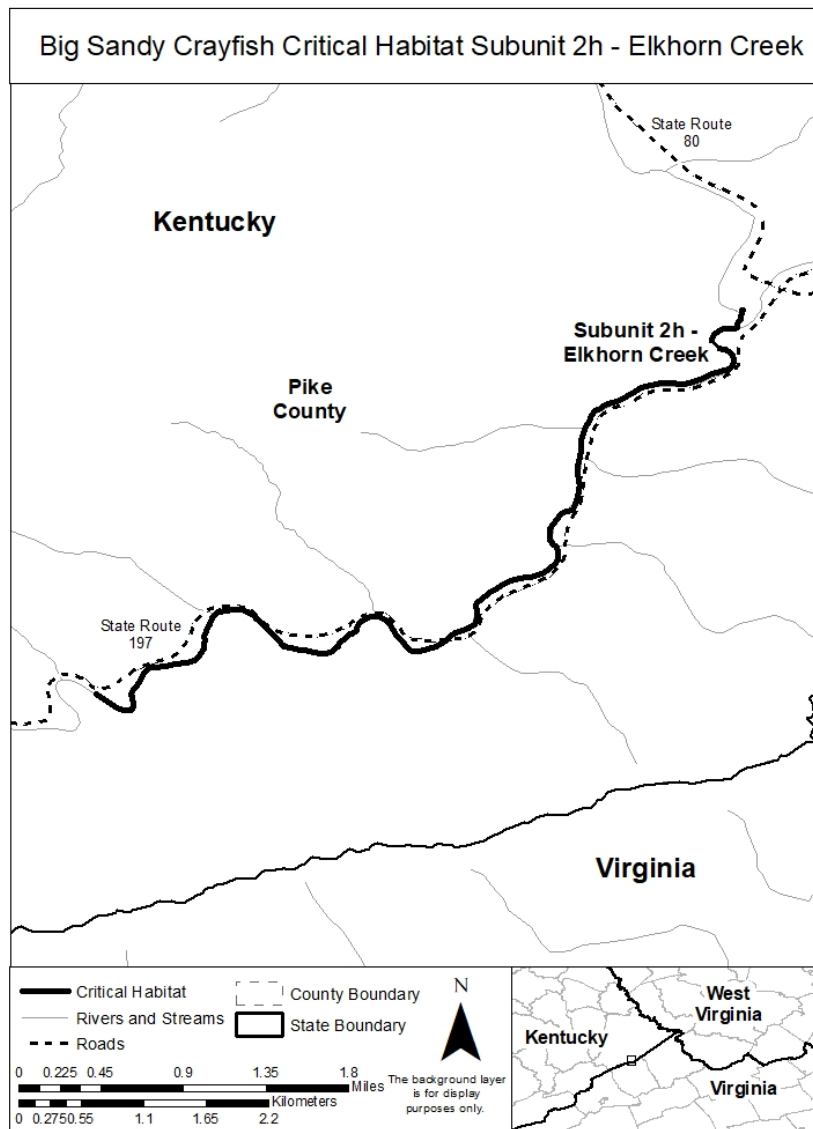 Big Sandy Crayfish Critical Habitat Subunit 2h - Elkhorn Creek
State Route
80
Kentucky
Subunit 2h -
Elkhorn Creek
Pike
County
State Route
197
Virginia
Critical Habitat
Rivers and Streams
Roads
County Boundary
State Boundary
N
The background layer
is for display
purposes only.
0 0.225 0.45 0.9 1.35 1.8
Miles
Kilometers
0 0.275 0.55 1.1 1.65 2.2
West
Virginia
Kentucky
Virginia